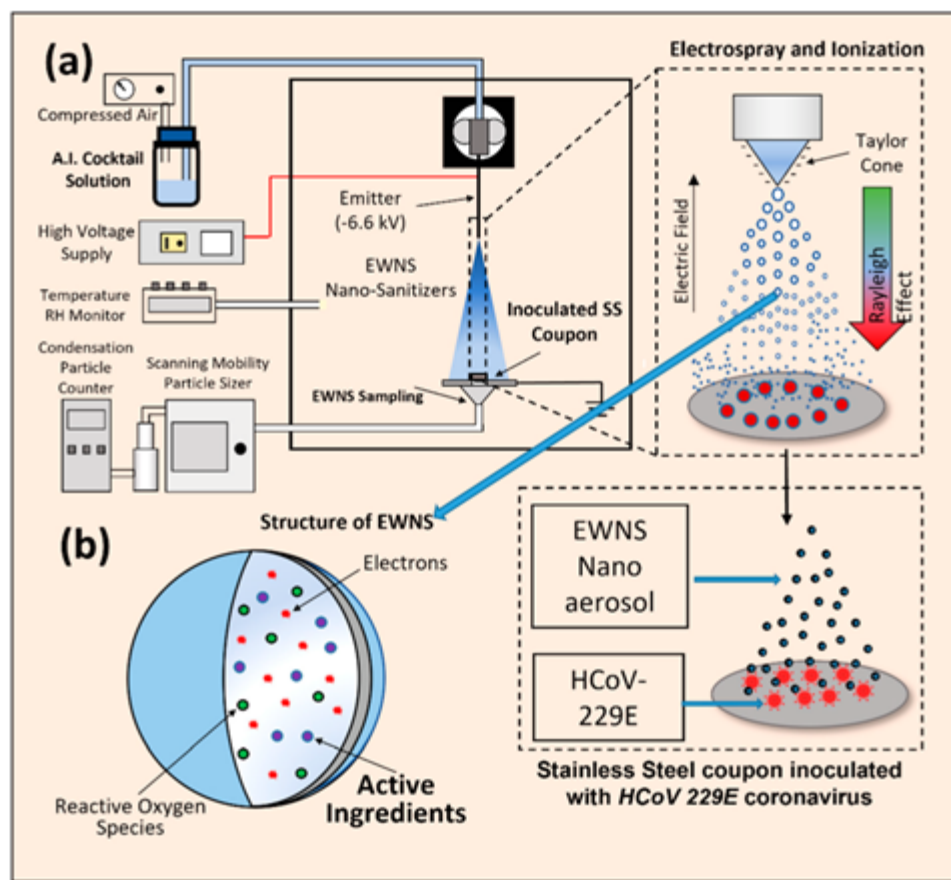 (a)
Compressed Air
A.I. Cocktail
Solution
High Voltage
Supply
Temperature
RH Monitor
Condensation
Particle
Counter
Scanning Mobility
Particle Sizer
Emitter
(-6.6 kV)
EWNS
Nano-Sanitizers
Inoculated SS
Coupon
EWNS Sampling
Electrospray and Ionization
Taylor
Cone
Electric Field
Rayleigh
Effect
(b)
Structure of EWNS
Electrons
Reactive Oxygen
Species
Active
Ingredients
EWNS
Nano
aerosol
HCoV-
229E
Stainless Steel coupon inoculated
with HCoV 229E coronavirus